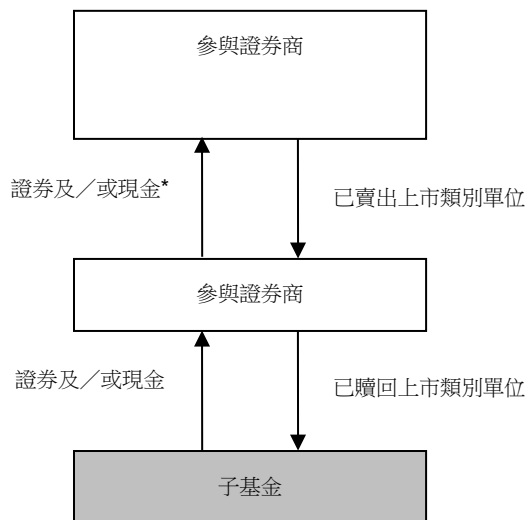 參與證券商
證券及／或現金*
已賣出上市類別單位
參與證券商
證券及／或現金
已贖回上市類別單位
子基金